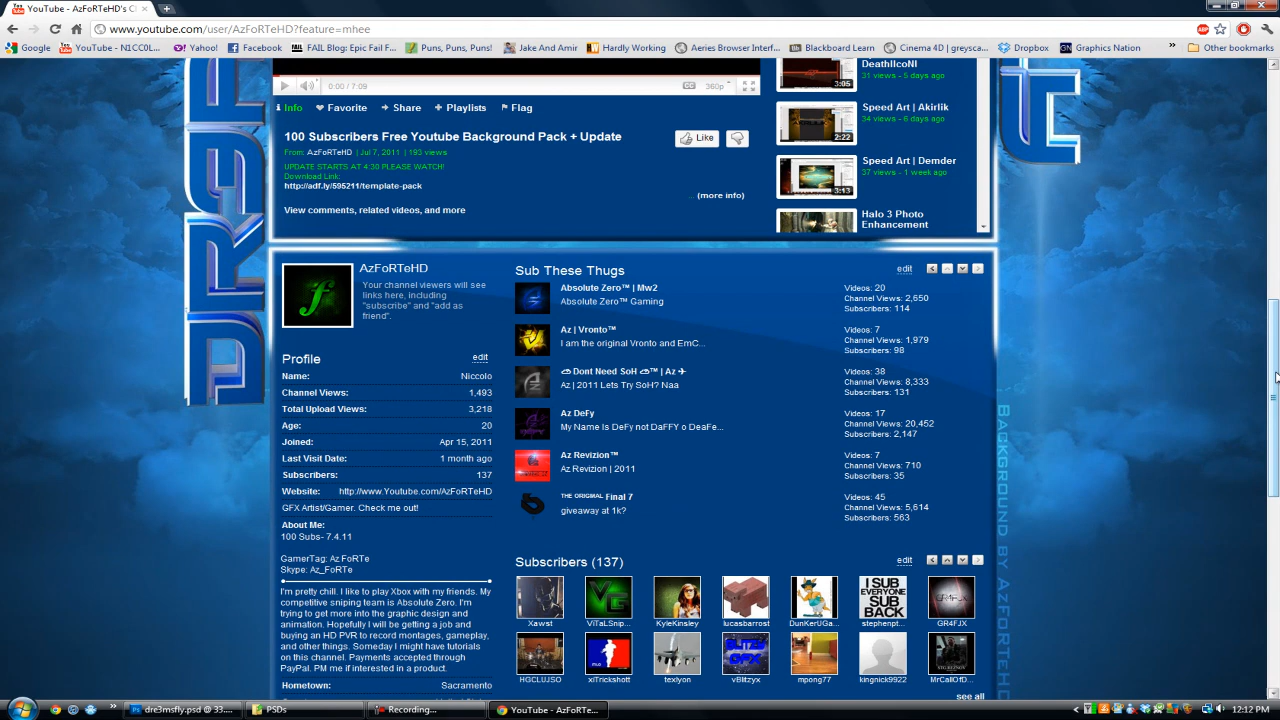 YouTube - AzFoRTeHD's C
www.youtube.com/user/AzFoRTeHD?feature=mhee
Google
YouTube - N1CC0L...
Yahoo!
Facebook
FAIL Blog: Epic Fail F...
Puns, Puns, Puns!
Jake And Amir
Hardly Working
Aeries Browser Interf...
Blackboard Learn
Cinema 4D ( greysca...
Dropbox
Graphics Nation
»
Other bookmarks
0:00 / 7:09
CC
360p
Info
Favorite
Share
Playlists
Flag
100 Subscribers Free Youtube Background Pack + Update
Like
From: AzFoRTeHD | Jul 7, 2011 | 193 views
UPDATE STARTS AT 4:30 PLEASE WATCH!
Download Link:
http://adf.ly/595211/template-pack
... (more info)
View comments, related videos, and more
DeathIIcoNI
31 views - 5 days ago
3:05
Speed Art | Akirlik
24 views - 6 days ago
2:22
Speed Art | Demder
37 views - 1 week ago
3:13
Halo 3 Photo
Enhancement
AzFoRTeHD
Your channel viewers will see
links here, including
"subscribe" and "add as
friend".
Profile
edit
Name: Niccolo
Channel Views: 1,493
Total Upload Views: 3,218
Age: 20
Joined: Apr 15, 2011
Last Visit Date: 1 month ago
Subscribers: 137
Website: http://www.Youtube.com/AzFoRTeHD
GFX Artist/Gamer. Check me out!
About Me:
100 Subs- 7.4.11
GamerTag: Az FoRTe
Skype: Az_FoRTe
I'm pretty chill. I like to play Xbox with my friends. My
competitive sniping team is Absolute Zero. I'm
trying to get more into the graphic design and
animation. Hopefully I will be getting a job and
buying an HD PVR to record montages, gameplay,
and other things. Someday I might have tutorials
on this channel. Payments accepted through
PayPal. PM me if interested in a product.
Hometown: Sacramento
Sub These Thugs
edit
Absolute Zero™ | Mw2
Absolute Zero™ Gaming
Videos: 20
Channel Views: 2,650
Subscribers: 114
Az | Vronto™
I am the original Vronto and EmC...
Videos: 7
Channel Views: 1,979
Subscribers: 98
Dont Need SoH ™ | Az ✈
Az | 2011 Lets Try SoH? Naa
Videos: 38
Channel Views: 8,333
Subscribers: 131
Az DeFy
My Name Is DeFy not DaFFY o DeaFe...
Videos: 17
Channel Views: 20,452
Subscribers: 2,147
Az Revizion™
Az Revizion | 2011
Videos: 7
Channel Views: 710
Subscribers: 35
THE ORIGINAL Final 7
giveaway at 1k?
Videos: 45
Channel Views: 5,614
Subscribers: 563
Subscribers (137)
edit
I SUB
EVERYONE
SUB
BACK
GR4FJX
Xawst
ViTaLSnip...
KyleKinsley
lucasbarrost
DunKerUGa...
stephenpt...
GR4FJX
HGCLUJSO
xlTrickshott
texlyon
vBlitzyx
mpong77
kingnick9922
MrCallOfD...
see all
BACKGROUND BY AZFORTEHD
dre3msfly.psd @ 33....
PSDs
Recording...
YouTube - AzFoRTe...
12:12 PM